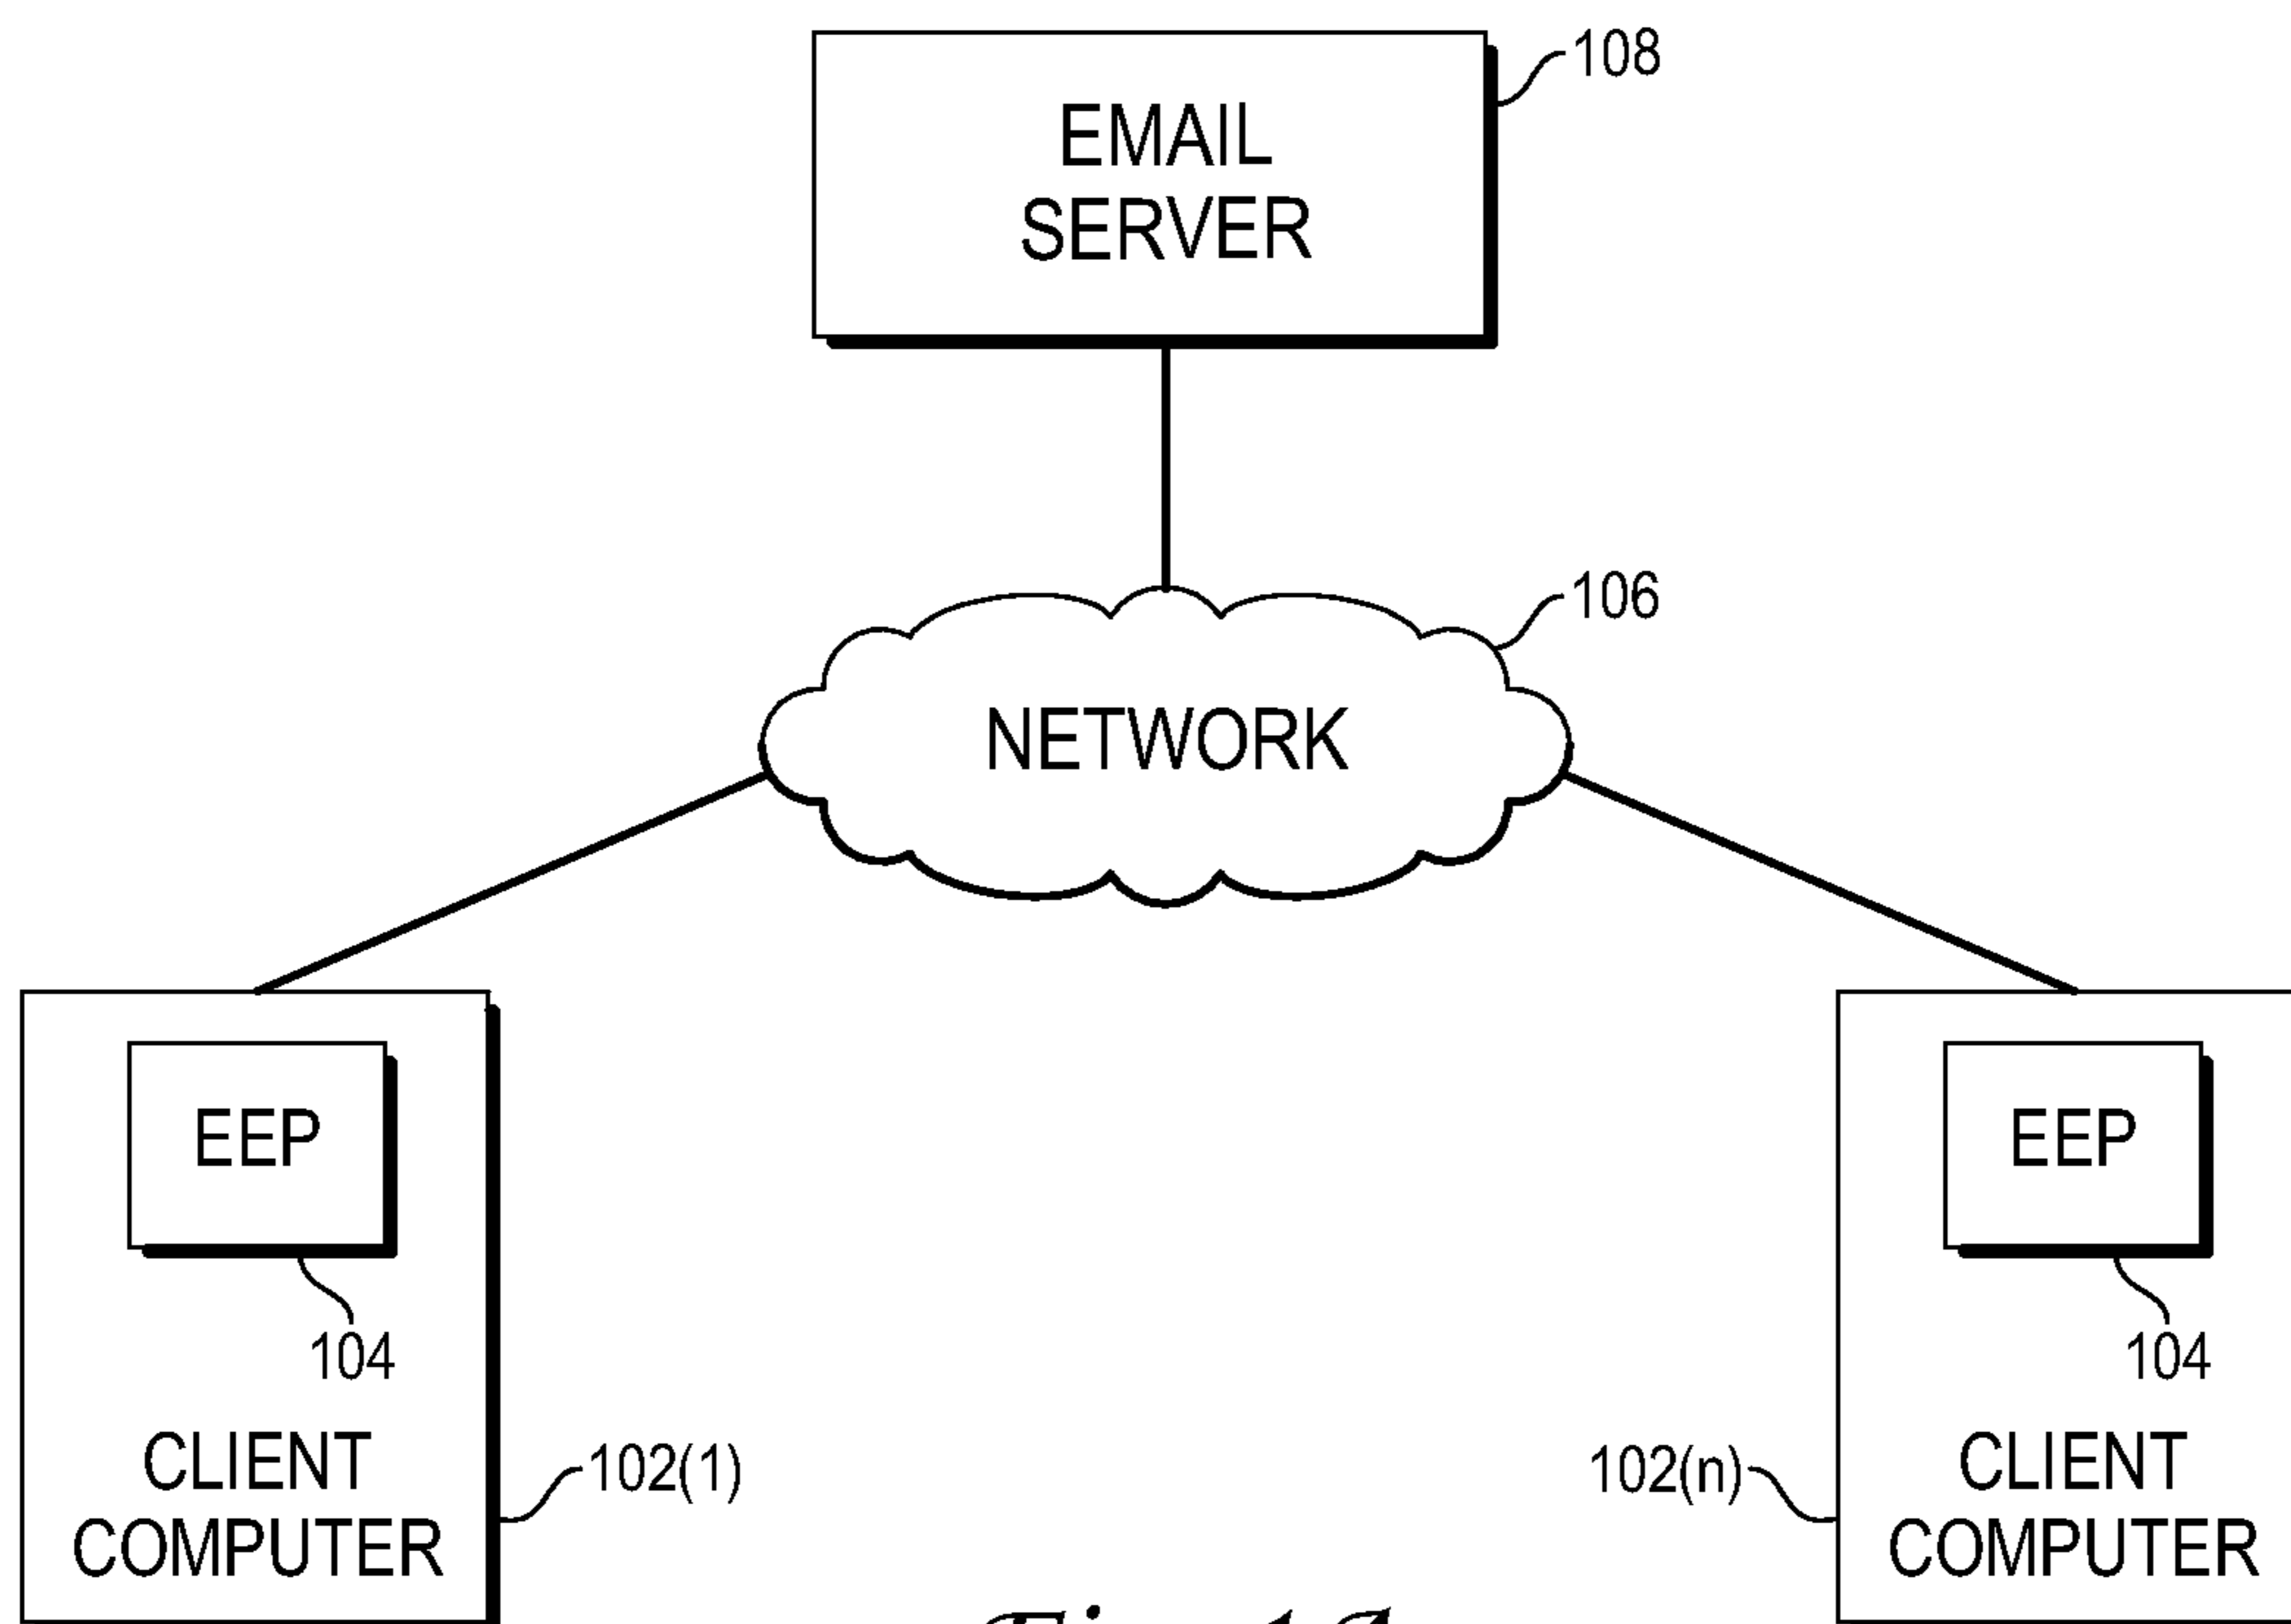 EMAIL
SERVER
108
NETWORK
106
EEP
104
CLIENT
COMPUTER
102(1)
EEP
104
CLIENT
COMPUTER
102(n)